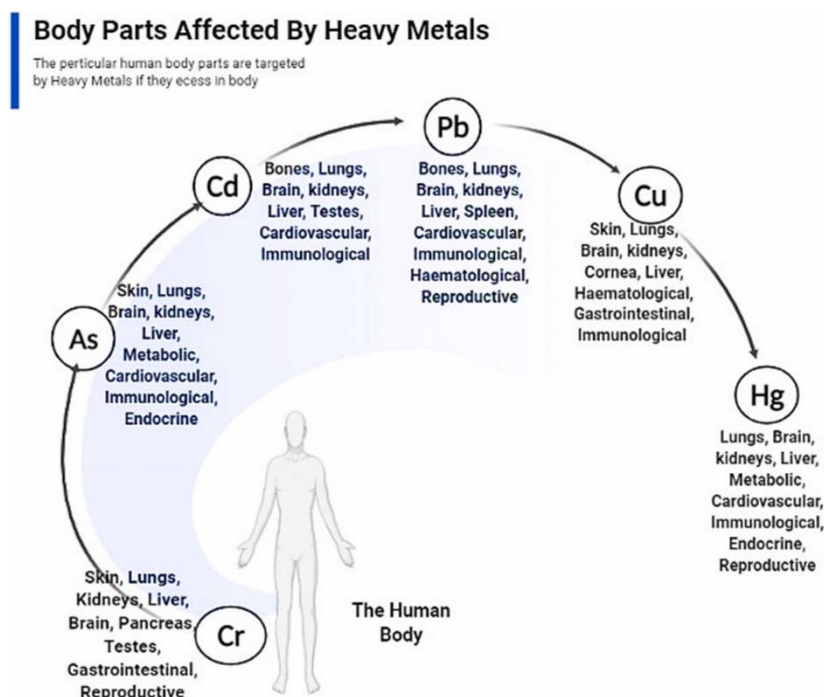 Body Parts Affected By Heavy Metals
The perticular human body parts are targeted
by Heavy Metals if they ecess in body
Pb
Cd
Bones, Lungs,
Brain, kidneys,
Liver, Testes,
Cardiovascular,
Immunological
Bones, Lungs,
Brain, kidneys,
Liver, Spleen,
Cardiovascular,
Immunological,
Haematological,
Reproductive
Cu
Skin, Lungs,
Brain, kidneys,
Cornea, Liver,
Haematological,
Gastrointestinal,
Immunological
As
Skin, Lungs,
Brain, kidneys,
Liver,
Metabolic,
Cardiovascular,
Immunological,
Endocrine
Hg
Lungs, Brain,
kidneys, Liver,
Metabolic,
Cardiovascular,
Immunological,
Endocrine,
Reproductive
Skin, Lungs,
Kidneys, Liver,
Brain, Pancreas,
Testes,
Gastrointestinal,
Reproductive
Cr
The Human
Body